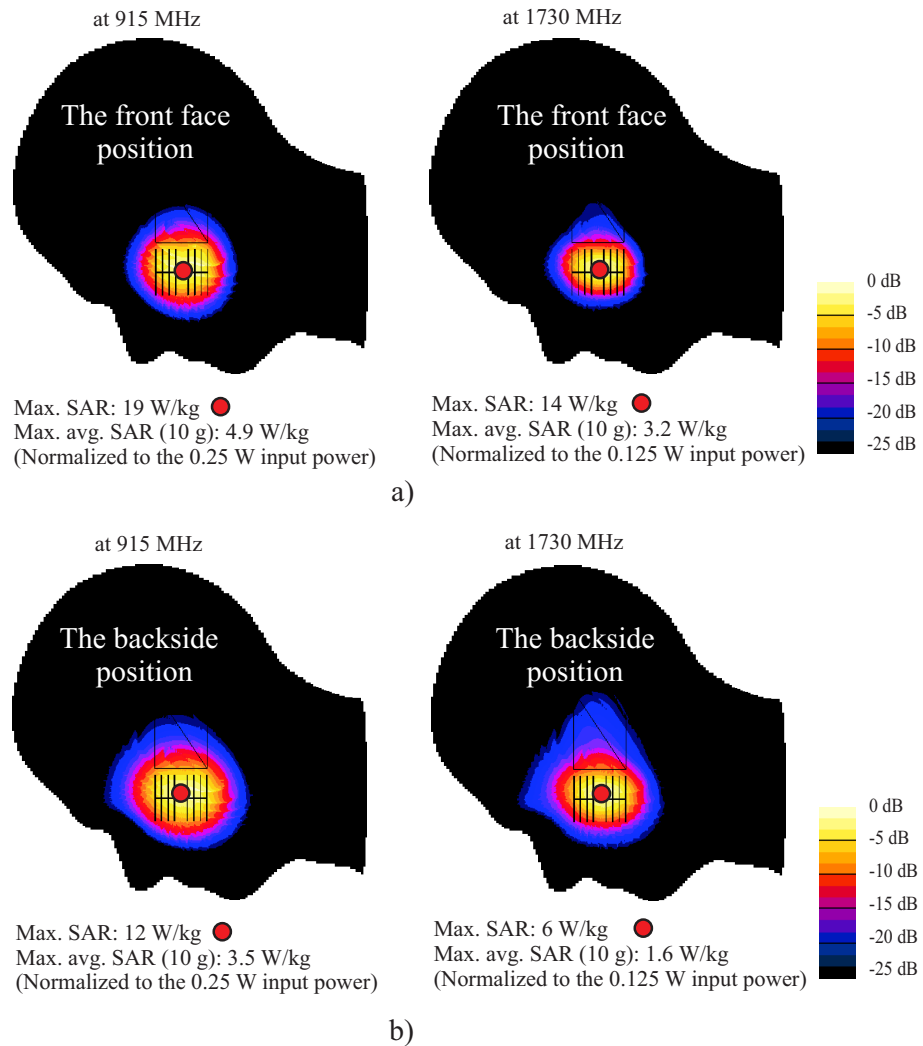 at 915 MHz
at 1730 MHz
The front face
position
The front face
position
0 dB
-5 dB
-10 dB
-15 dB
-20 dB
-25 dB
Max. SAR: 19 W/kg
Max. avg. SAR (10 g): 4.9 W/kg
(Normalized to the 0.25 W input power)
Max. SAR: 14 W/kg
Max. avg. SAR (10 g): 3.2 W/kg
(Normalized to the 0.125 W input power)
a)
at 915 MHz
at 1730 MHz
The backside
position
The backside
position
0 dB
-5 dB
-10 dB
-15 dB
-20 dB
-25 dB
Max. SAR: 12 W/kg
Max. avg. SAR (10 g): 3.5 W/kg
(Normalized to the 0.25 W input power)
Max. SAR: 6 W/kg
Max. avg. SAR (10 g): 1.6 W/kg
(Normalized to the 0.125 W input power)
b)